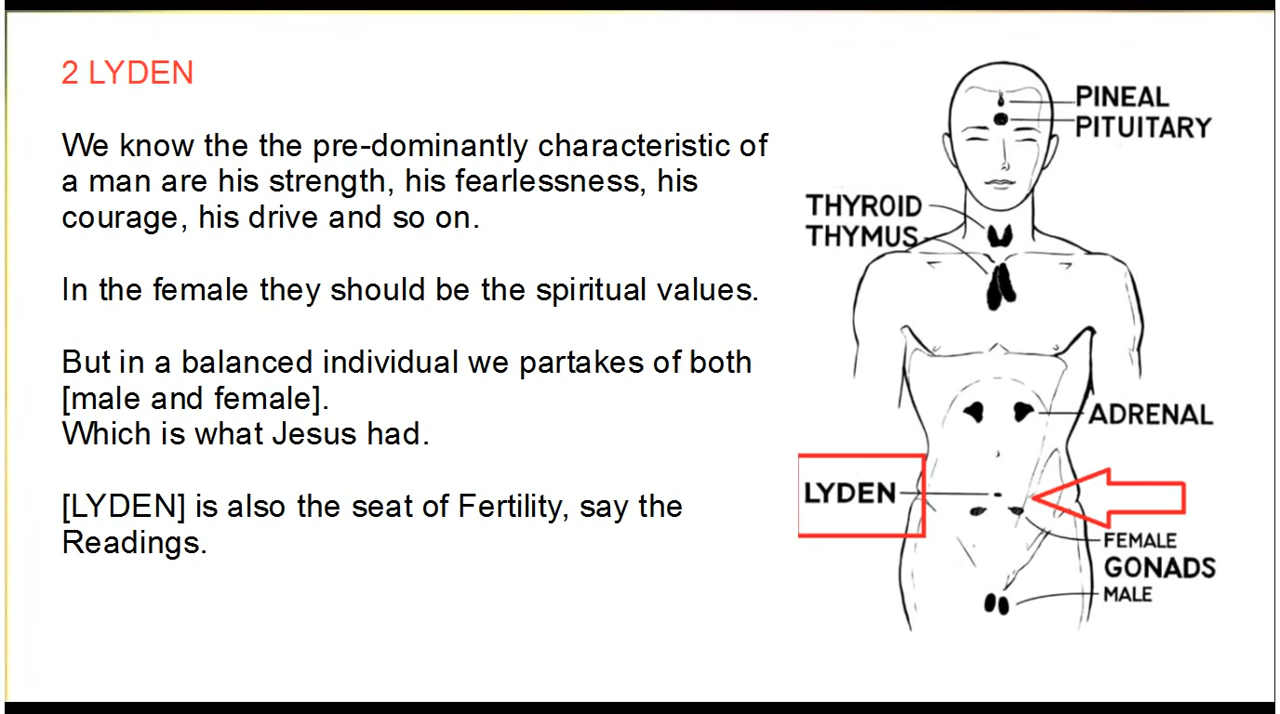 2 LYDEN
We know the the pre-dominantly characteristic of
a man are his strength, his fearlessness, his
courage, his drive and so on.
In the female they should be the spiritual values.
But in a balanced individual we partakes of both
[male and female].
Which is what Jesus had.
[LYDEN] is also the seat of Fertility, say the
Readings.
PINEAL
PITUITARY
THYROID
THYMUS
ADRENAL
LYDEN
FEMALE
GONADS
MALE